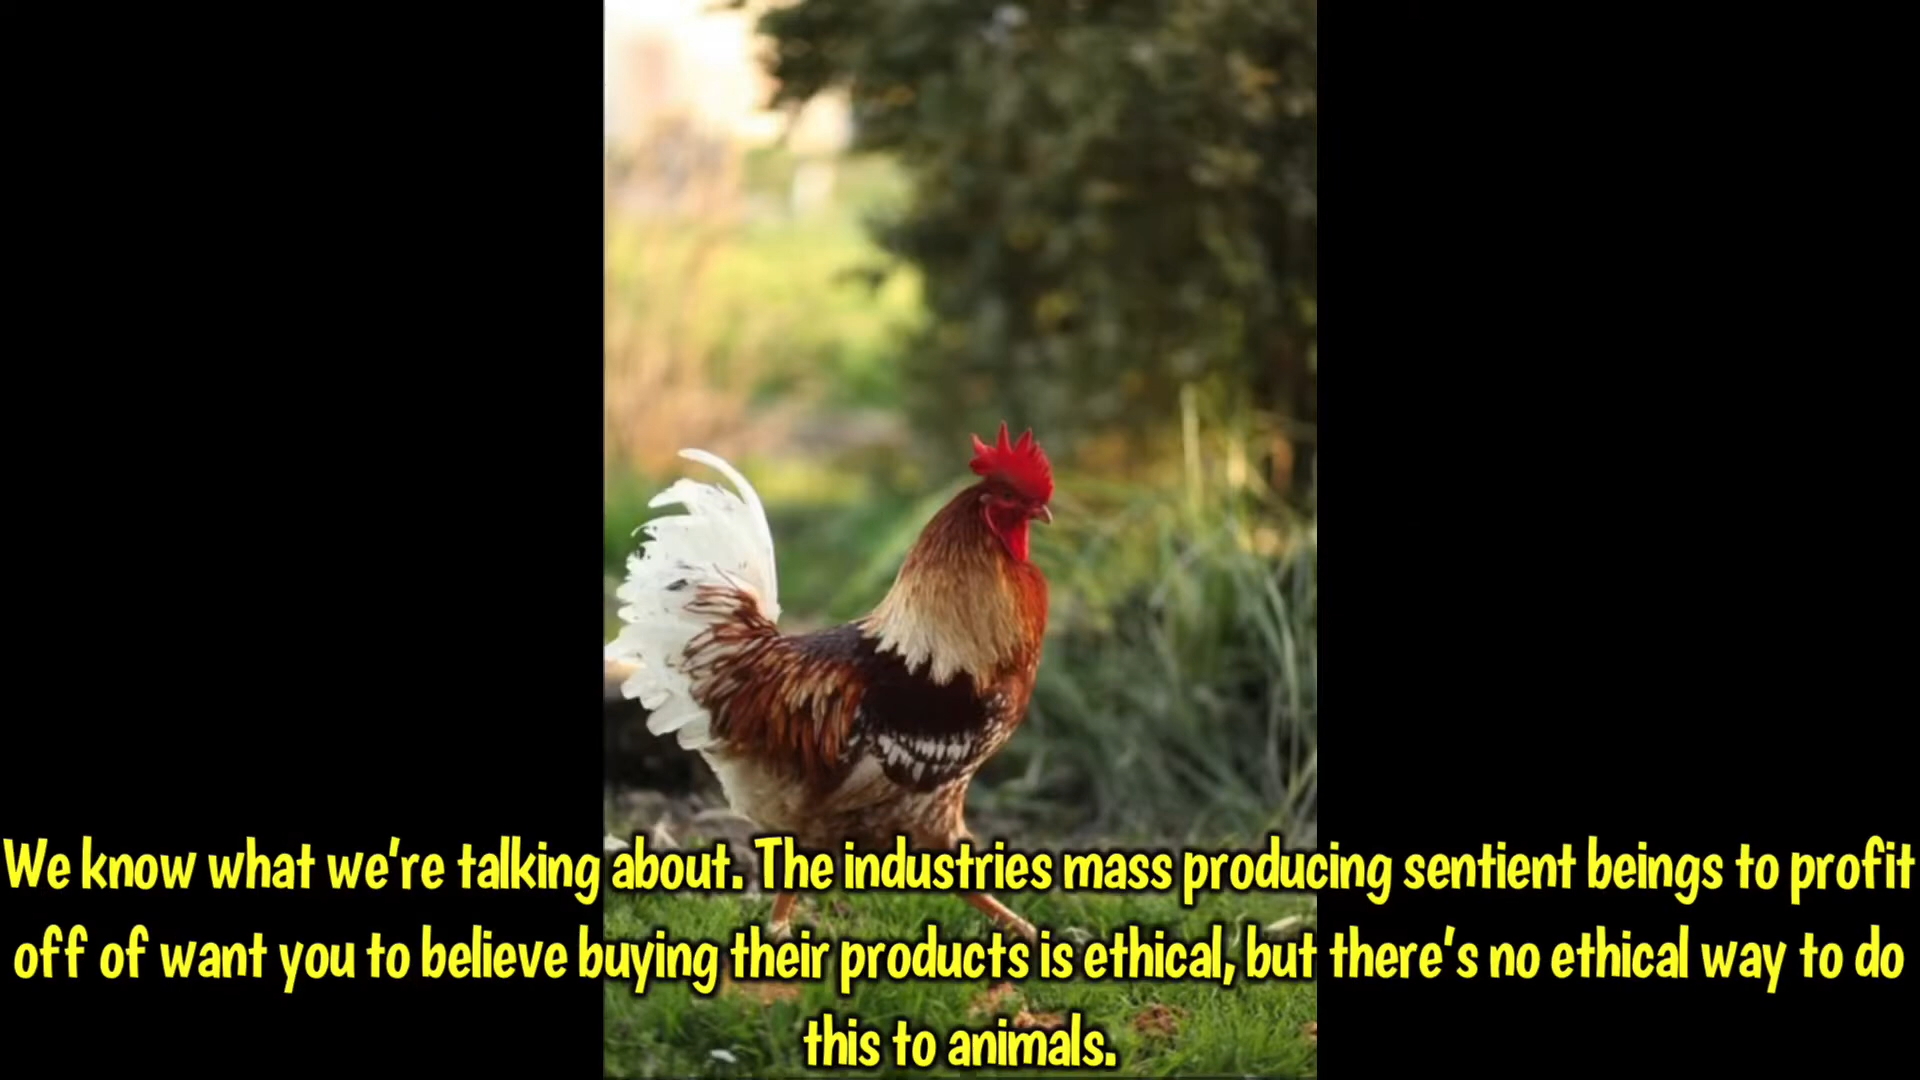 We know what we're talking about. The industries mass producing sentient beings to profit
off of want you to believe buying their products is ethical, but there's no ethical way to do
this to animals.